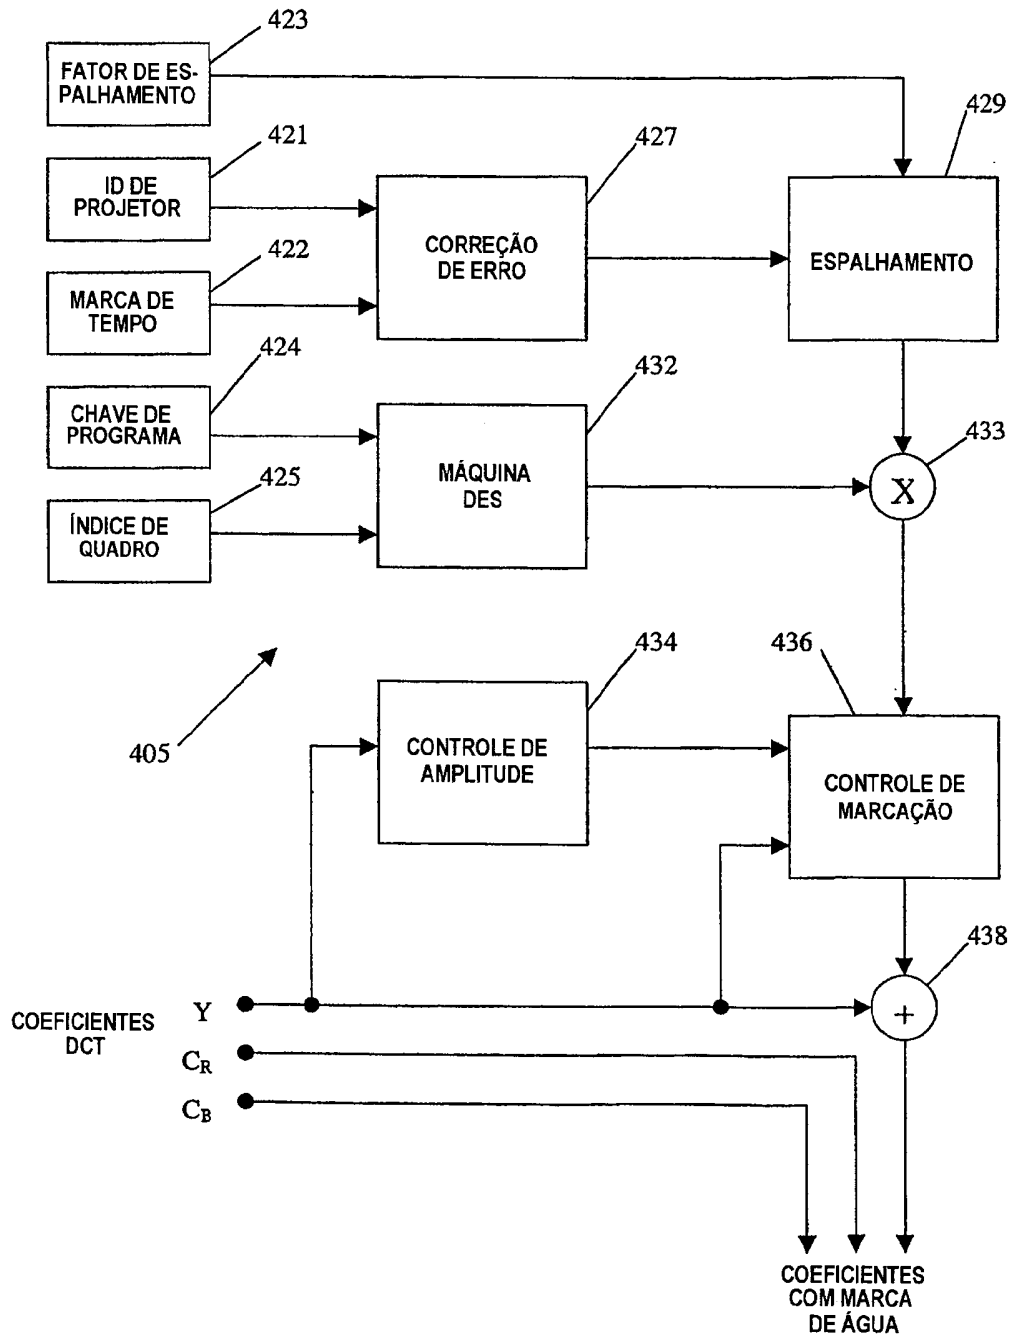 423
FATOR DE ES-
PALHAMENTO
429
421
427
ID DE
PROJETOR
CORREÇÃO
DE ERRO
ESPALHAMENTO
422
MARCA DE
TEMPO
424
432
CHAVE DE
PROGRAMA
433
MÁQUINA
DES
X
425
ÍNDICE DE
QUADRO
434
436
405
CONTROLE DE
AMPLITUDE
CONTROLE DE
MARCAÇÃO
438
COEFICIENTES
DCT
Y
+
CR
CB
COEFICIENTES
COM MARCA
DE ÁGUA